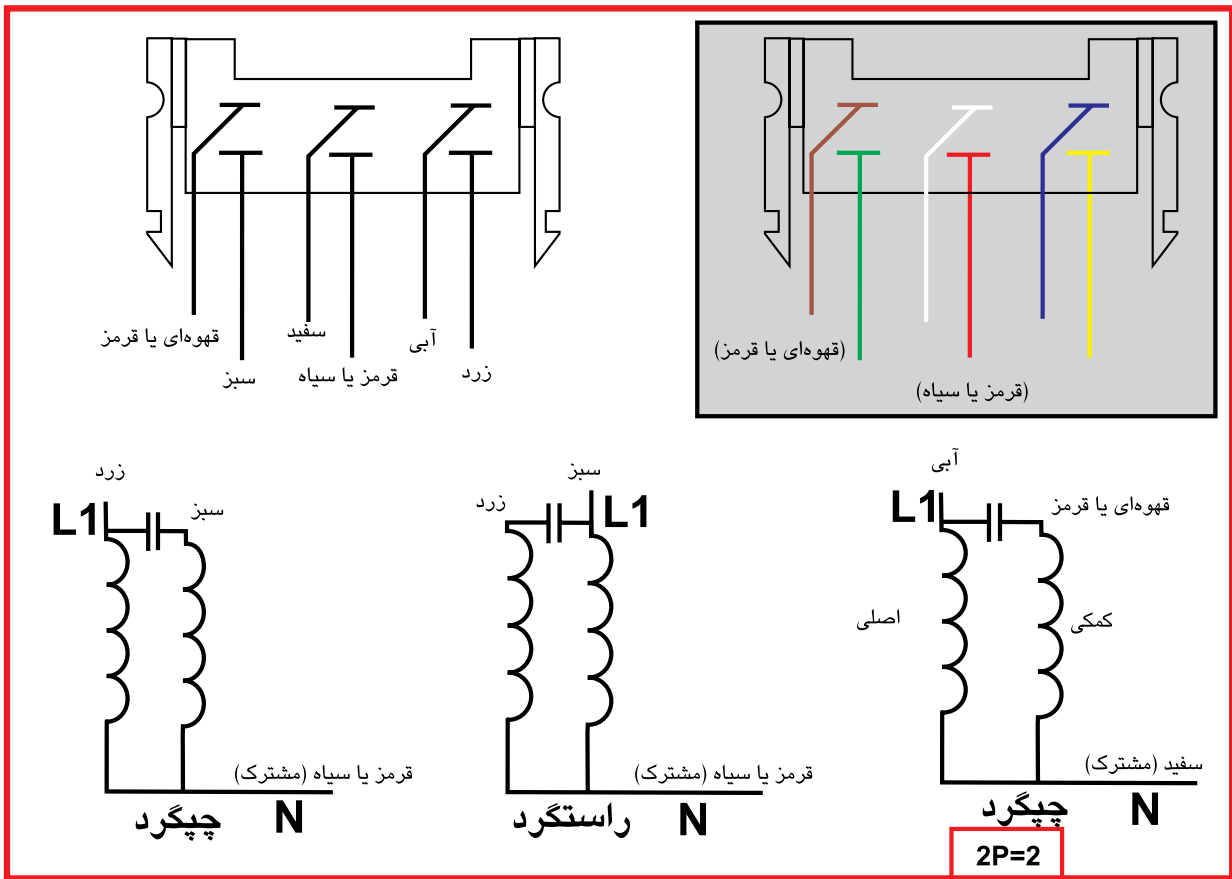 قهوه‌ای یا قرمز
سبز
سفید
قرمز یا سیاه
آبی
زرد
(قهوه‌ای یا قرمز)
(قرمز یا سیاه)
زرد
L1
سبز
قرمز یا سیاه (مشترک)
چپگرد
N
سبز
زرد
L1
قرمز یا سیاه (مشترک)
راستگرد
N
آبی
L1
قهوه‌ای یا قرمز
اصلی
کمکی
سفید (مشترک)
چپگرد
N
2P=2